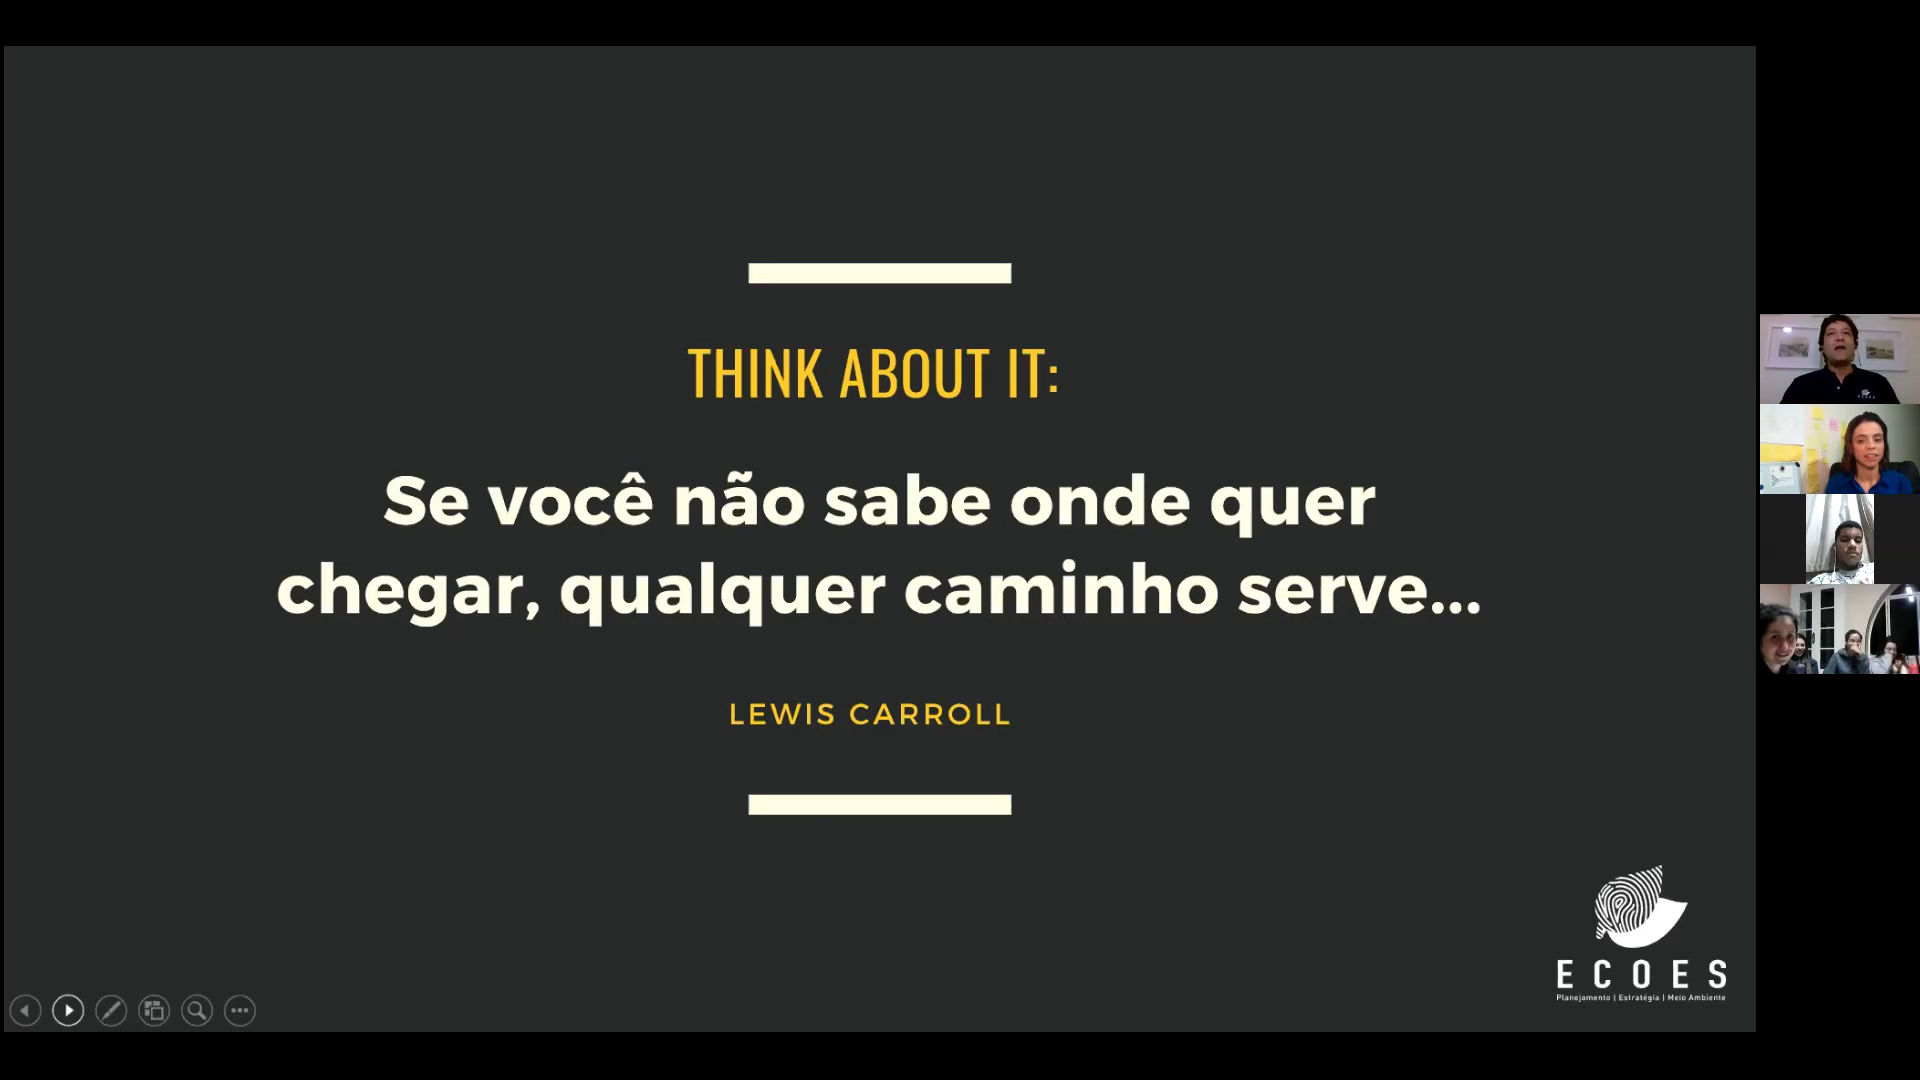 THINK ABOUT IT:
Se você não sabe onde quer
chegar, qualquer caminho serve...
LEWIS CARROLL
ECOES
Planejamento | Estratégia | Meio Ambiente